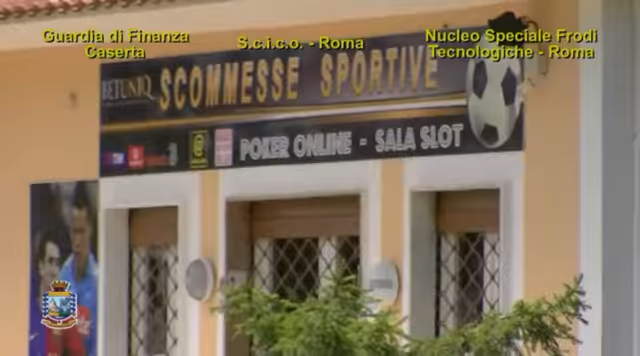 Guardia di Finanza
Caserta
S.c.i.c.o. - Roma
Nucleo Speciale Frodi
Tecnologiche - Roma
BETUNIQ
SCOMMESSE SPORTIVE
POKER ONLINE - SALA SLOT